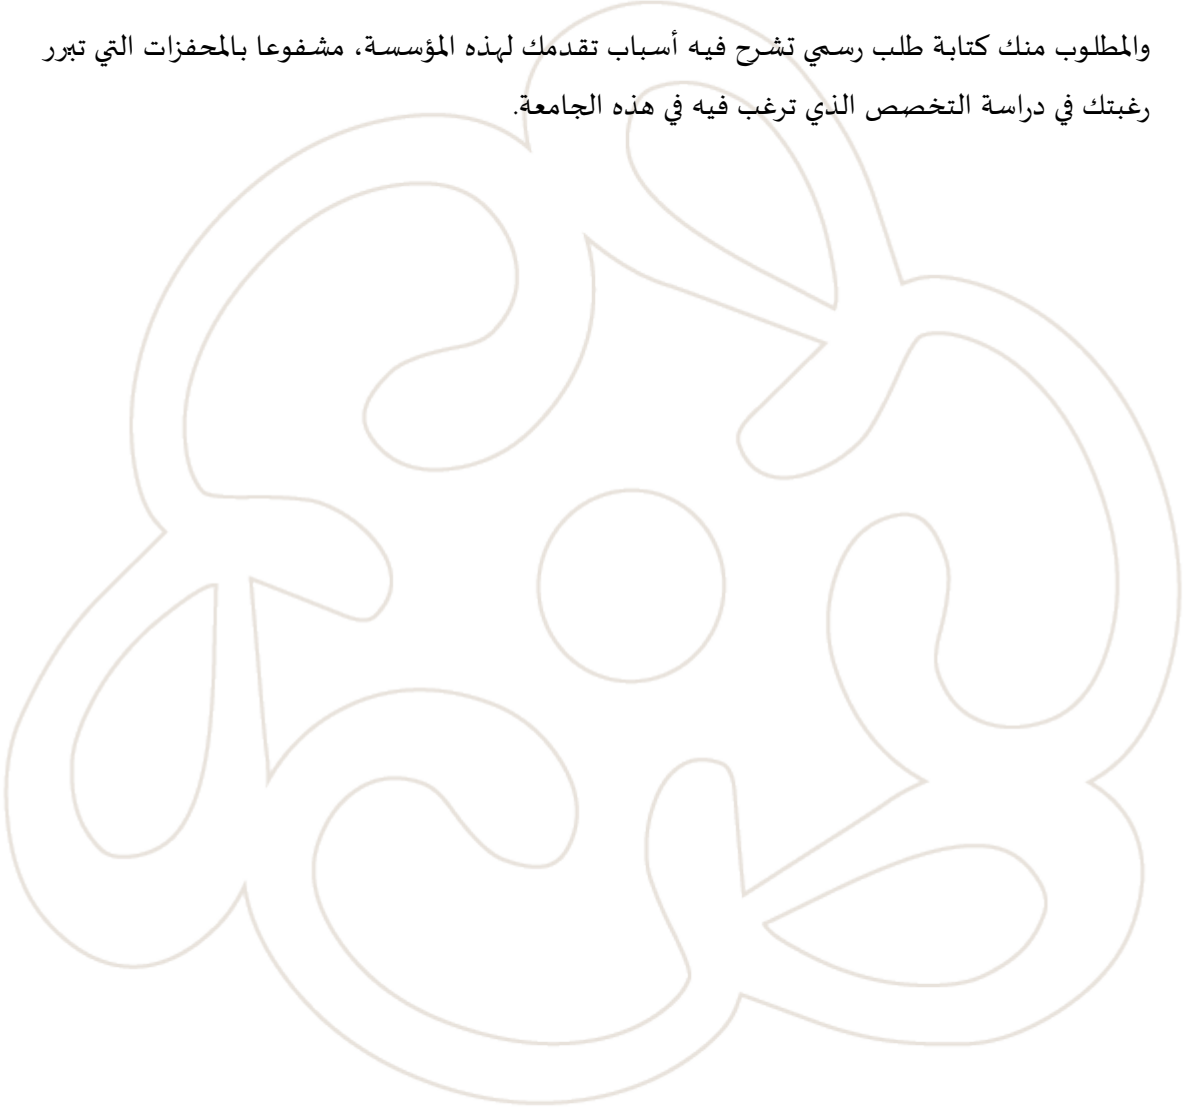 والمطلوب منك كتابة طلب رسمي تشرح فيه أسباب تقدمك لهذه المؤسسة، مشفوعا بالمحفزات التي تبرر
رغبتك في دراسة التخصص الذي ترغب فيه في هذه الجامعة.